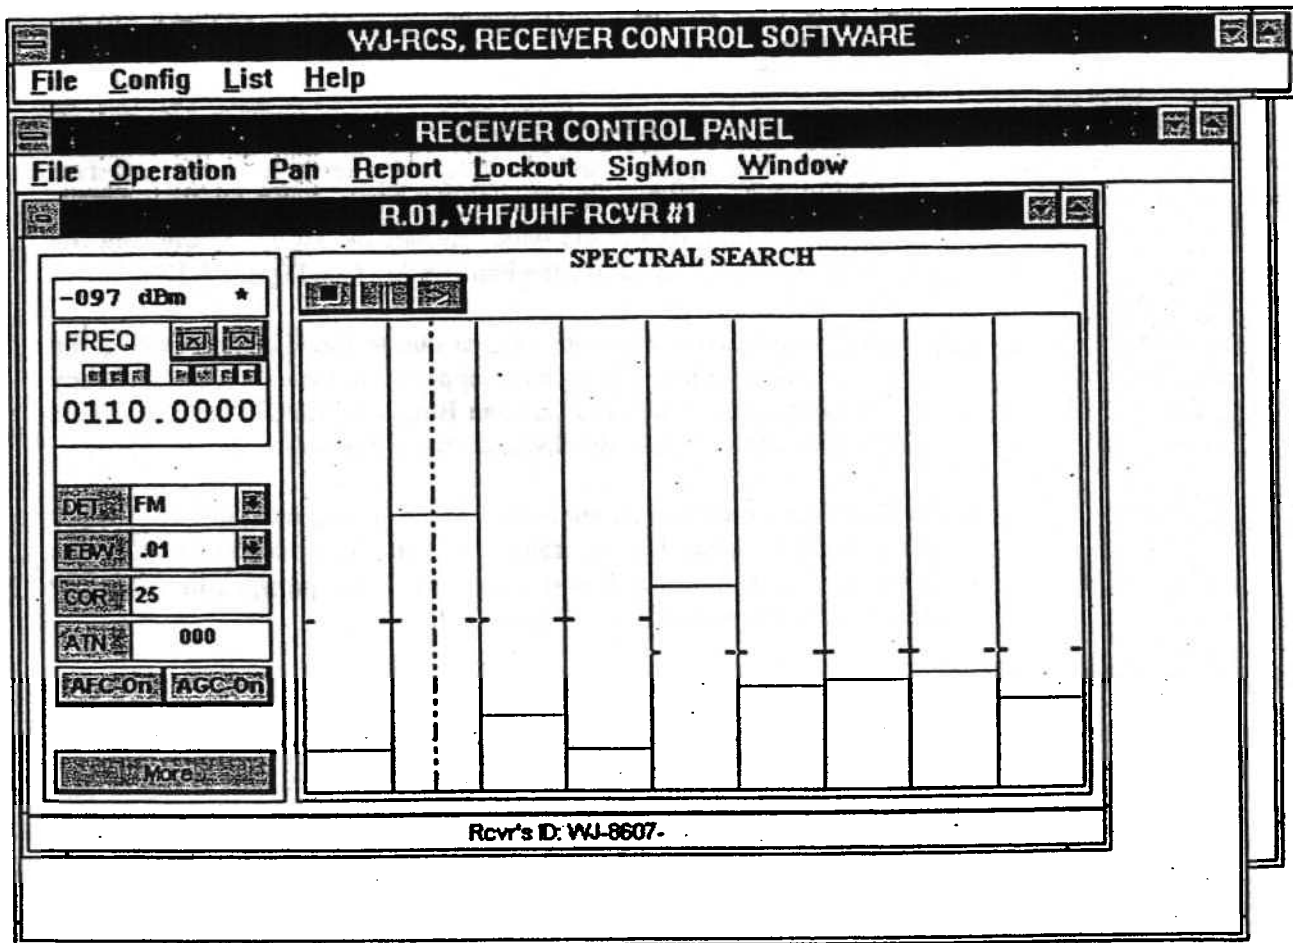 WJ-RCS, RECEIVER CONTROL SOFTWARE
File Config List Help
RECEIVER CONTROL PANEL
File Operation Pan Report Lockout SigMon Window
R.01, VHF/UHF RCVR #1
SPECTRAL SEARCH
-097 dBm *
FREQ
0110.0000
DET
FM
IFBW
.01
COR
25
ATN
000
AFC-On AGC-On
More
Rcvr's ID: WJ-8607-